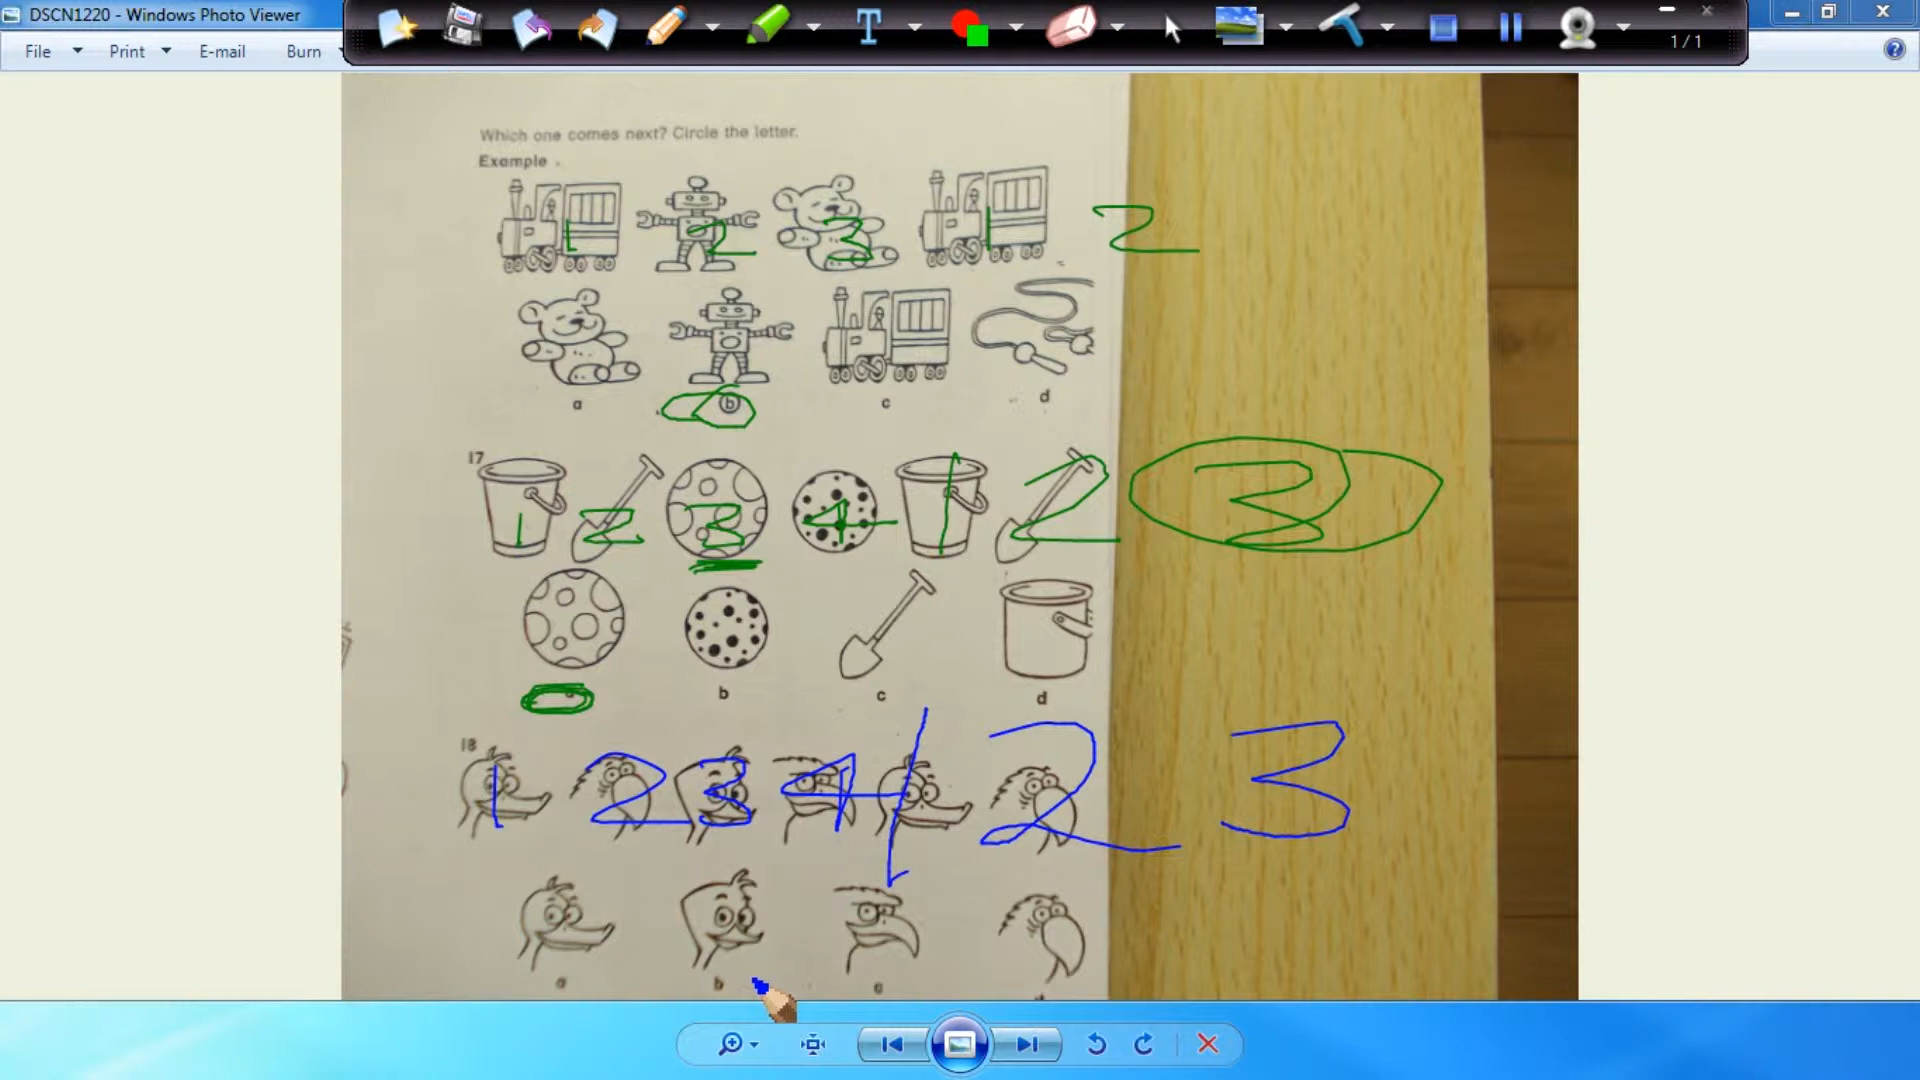 DSCN1220 - Windows Photo Viewer
File Print E-mail Burn
T
1/1
Which one comes next? Circle the letter.
Example
1 2 3 1 2
a b c d
17
1 2 3 4 1 2 3
b c d
18
1 2 3 4 1 2 3
a b c